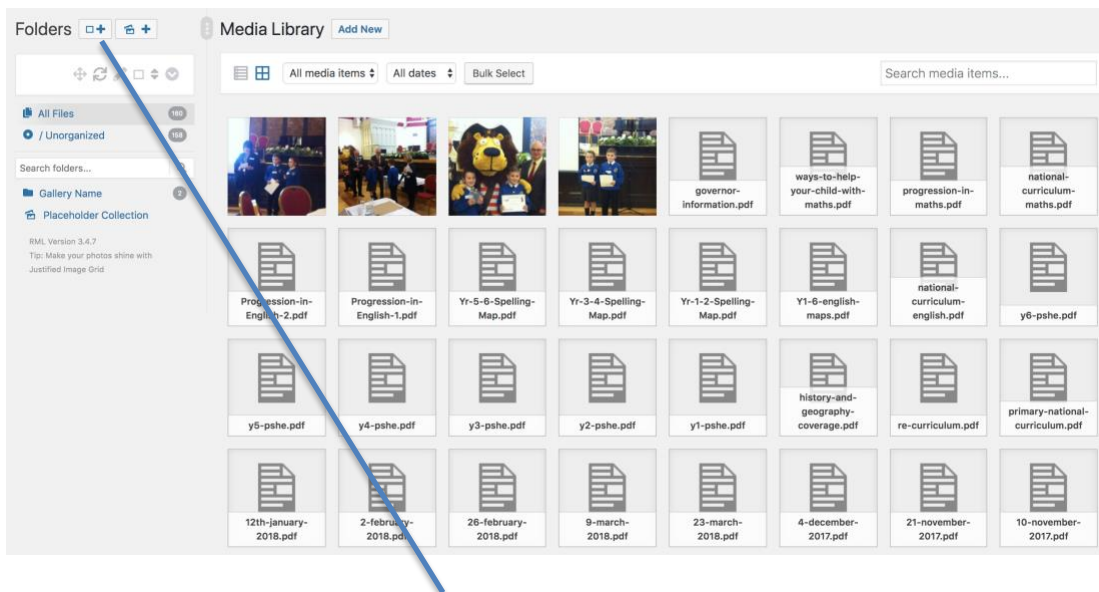 Folders
Media Library
Add New
All media items
All dates
Bulk Select
Search media items...
All Files
160
/ Unorganized
158
Search folders...
Gallery Name
2
Placeholder Collection
RML Version 3.4.7
Tip: Make your photos shine with
Justified Image Grid
governor-
information.pdf
ways-to-help-
your-child-with-
maths.pdf
progression-in-
maths.pdf
national-
curriculum-
maths.pdf
Progression-in-
English-2.pdf
Progression-in-
English-1.pdf
Yr-5-6-Spelling-
Map.pdf
Yr-3-4-Spelling-
Map.pdf
Yr-1-2-Spelling-
Map.pdf
Y1-6-english-
maps.pdf
national-
curriculum-
english.pdf
y6-pshe.pdf
y5-pshe.pdf
y4-pshe.pdf
y3-pshe.pdf
y2-pshe.pdf
y1-pshe.pdf
history-and-
geography-
coverage.pdf
re-curriculum.pdf
primary-national-
curriculum.pdf
12th-january-
2018.pdf
2-february-
2018.pdf
26-february-
2018.pdf
9-march-
2018.pdf
23-march-
2018.pdf
4-december-
2017.pdf
21-november-
2017.pdf
10-november-
2017.pdf